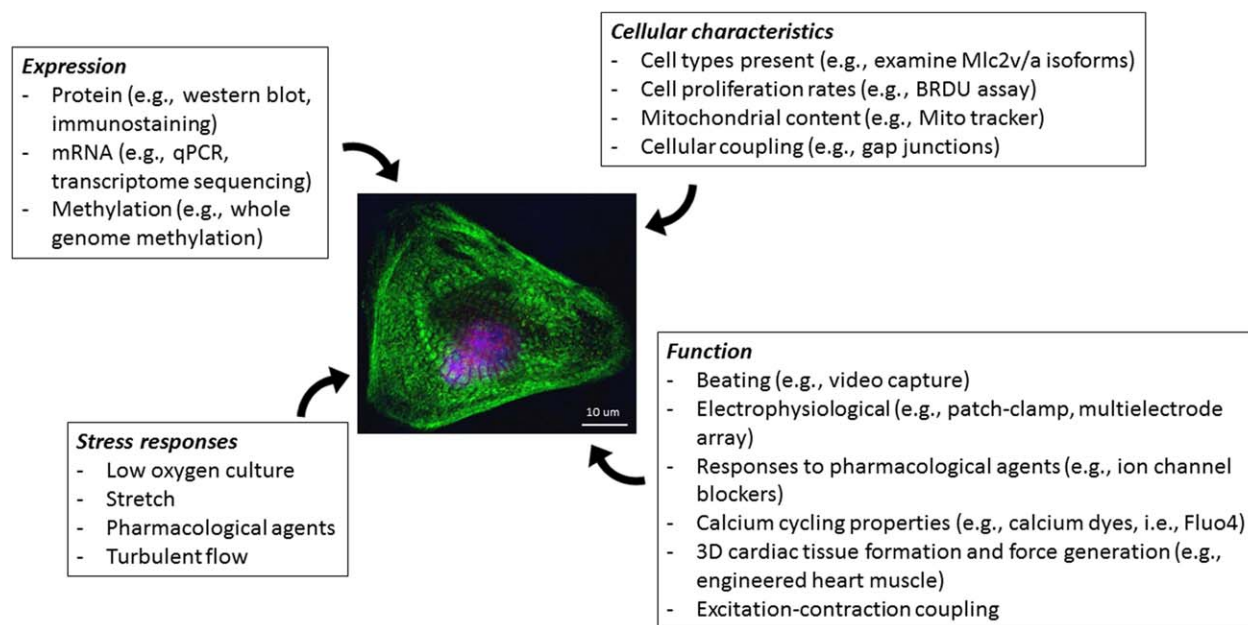 Expression
- Protein (e.g., western blot,
immunostaining)
- mRNA (e.g., qPCR,
transcriptome sequencing)
- Methylation (e.g., whole
genome methylation)
Cellular characteristics
- Cell types present (e.g., examine Mlc2v/a isoforms)
- Cell proliferation rates (e.g., BRDU assay)
- Mitochondrial content (e.g., Mito tracker)
- Cellular coupling (e.g., gap junctions)
10 um
Stress responses
- Low oxygen culture
- Stretch
- Pharmacological agents
- Turbulent flow
Function
- Beating (e.g., video capture)
- Electrophysiological (e.g., patch-clamp, multielectrode
array)
- Responses to pharmacological agents (e.g., ion channel
blockers)
- Calcium cycling properties (e.g., calcium dyes, i.e., Fluo4)
- 3D cardiac tissue formation and force generation (e.g.,
engineered heart muscle)
- Excitation-contraction coupling